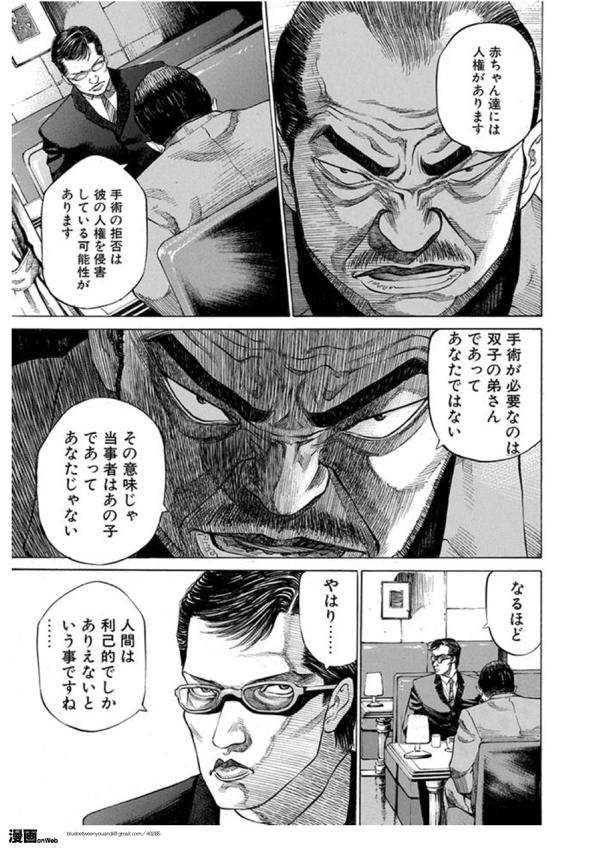 赤ちゃん達には
人権があります
手術の拒否は
彼の人権を侵害
している可能性が
あります
手術が必要なのは
双子の弟さん
であって
あなたではない
その意味じゃ
当事者はあの子
であって
あなたじゃない
なるほど
やはり……
人間は
利己的でしか
ありえないと
いう事ですね
……
漫画onWeb
bluebetweenyouandi@gmail.com/40285